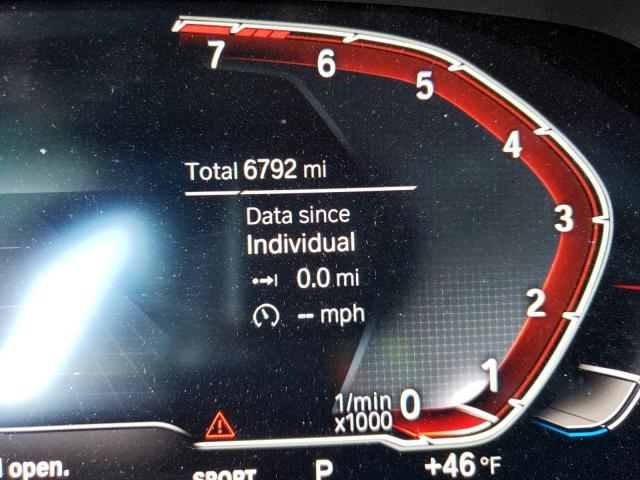 7 6 5 4 3 2 1 0
Total 6792 mi
Data since
Individual
0.0 mi
-- mph
1/min
x1000
open.
SPORT P +46 °F